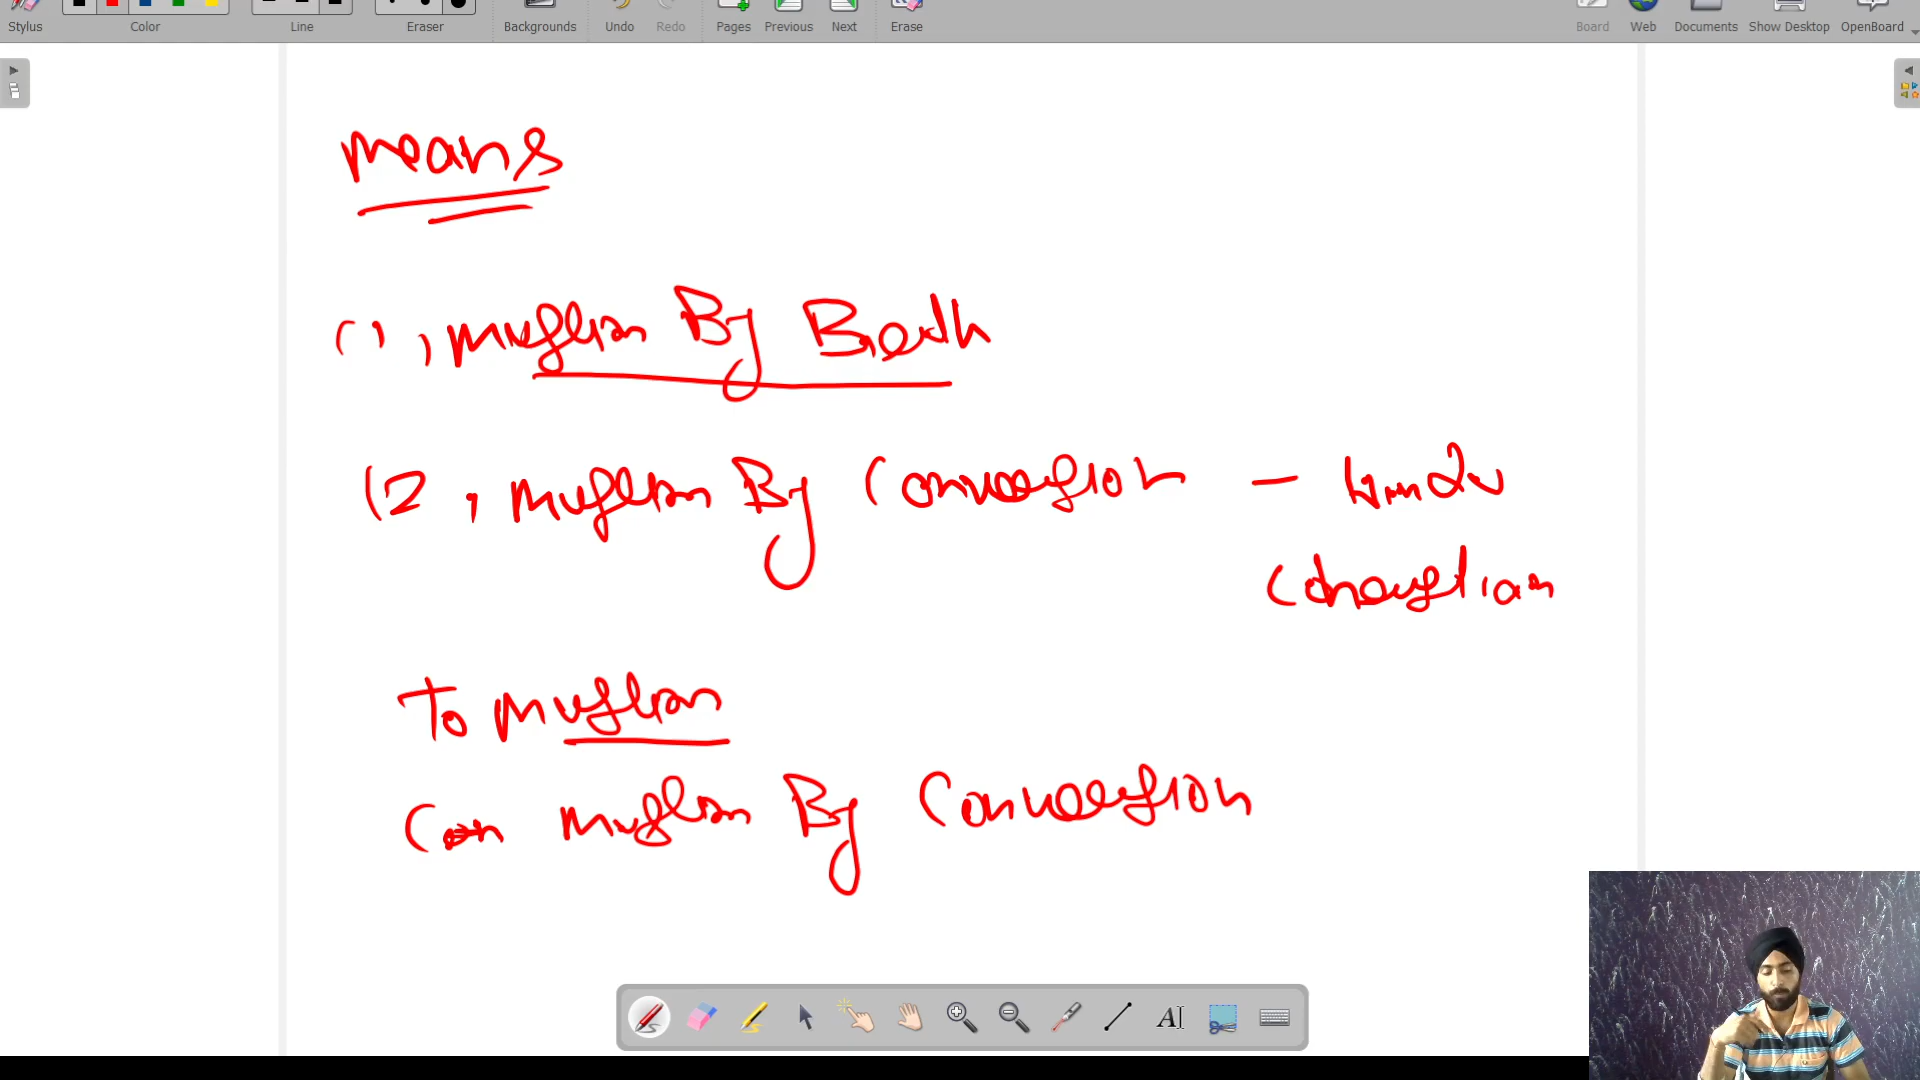 Stylus Color Line Eraser Backgrounds Undo Redo Pages Previous Next Erase Board Web Documents Show Desktop OpenBoard
means
(1), muslim By Birth
(2, muslim By Conversion - Hindu
Christian
To muslim
Can muslim By Conversion
AI